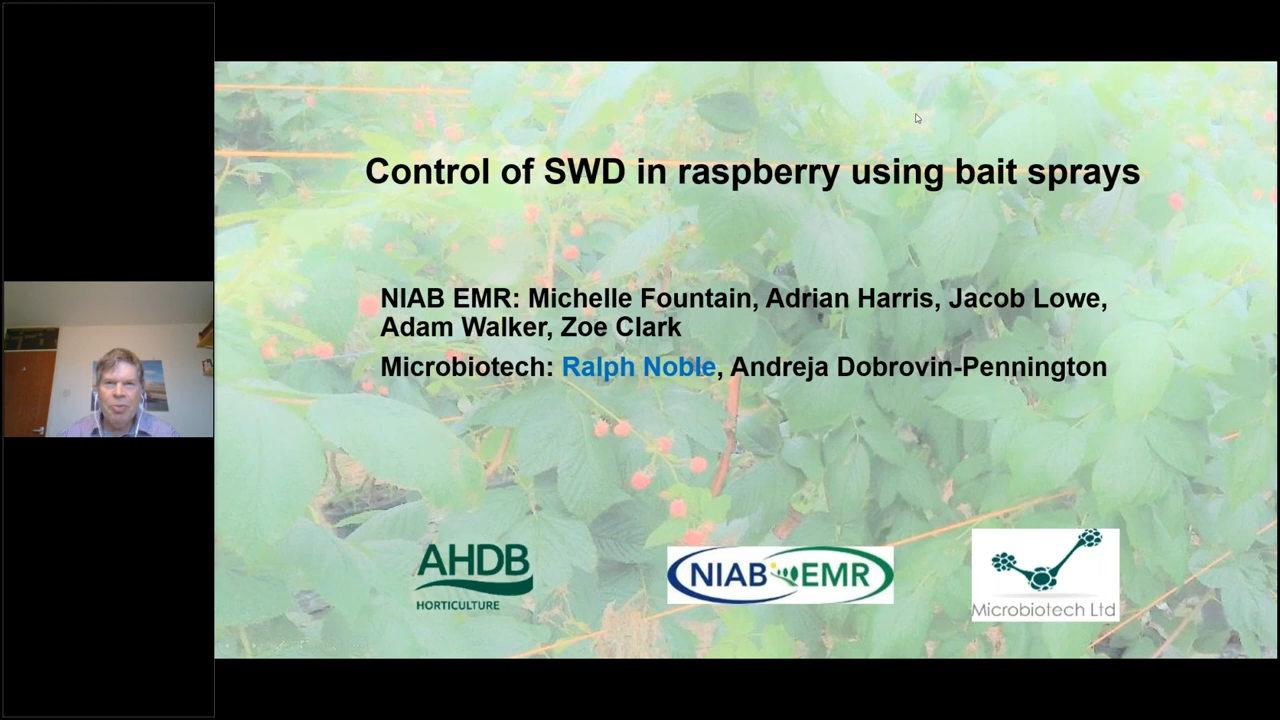 Control of SWD in raspberry using bait sprays
NIAB EMR: Michelle Fountain, Adrian Harris, Jacob Lowe,
Adam Walker, Zoe Clark
Microbiotech: Ralph Noble, Andreja Dobrovin-Pennington
AHDB
HORTICULTURE
NIAB EMR
Microbiotech Ltd